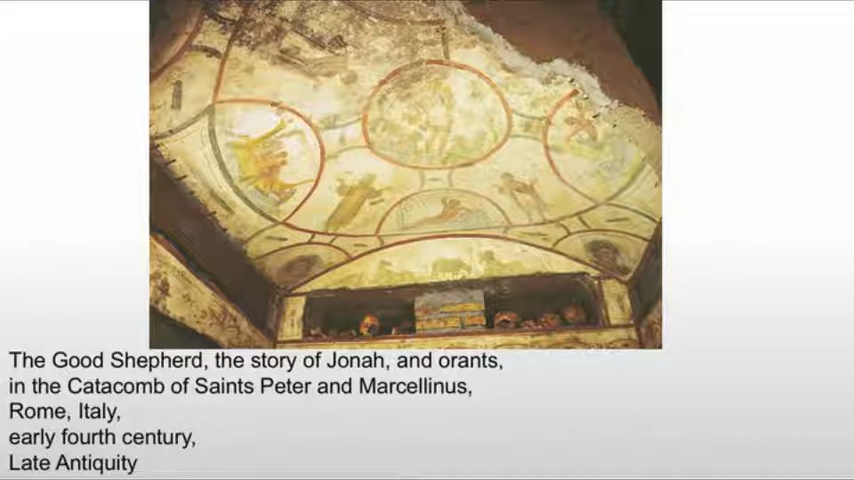 The Good Shepherd, the story of Jonah, and orants,
in the Catacomb of Saints Peter and Marcellinus,
Rome, Italy,
early fourth century,
Late Antiquity